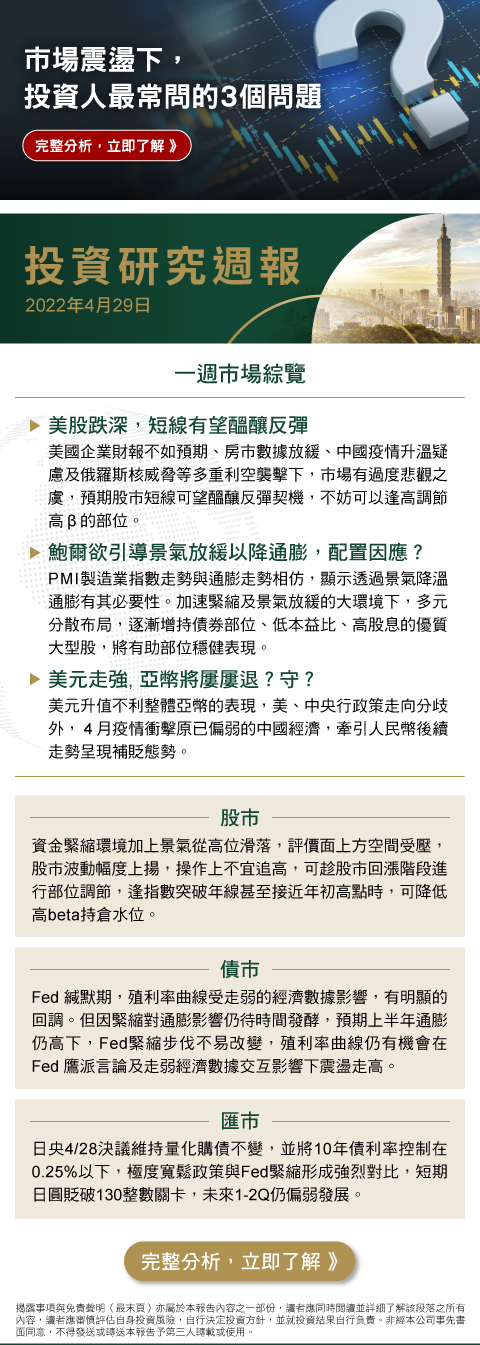 市場震盪下，
投資人最常問的3個問題
完整分析，立即了解 》
投資研究週報
2022年4月29日
一週市場綜覽
美股跌深，短線有望醞釀反彈
美國企業財報不如預期、房市數據放緩、中國疫情升溫疑
慮及俄羅斯核威脅等多重利空襲擊下，市場有過度悲觀之
虞，預期股市短線可望醞釀反彈契機，不妨可以逢高調節
高 β 的部位。
鮑爾欲引導景氣放緩以降通膨，配置因應？
PMI製造業指數走勢與通膨走勢相仿，顯示透過景氣降溫
通膨有其必要性。加速緊縮及景氣放緩的大環境下，多元
分散布局，逐漸增持債券部位、低本益比、高股息的優質
大型股，將有助部位穩健表現。
美元走強, 亞幣將屢屢退？守？
美元升值不利整體亞幣的表現，美、中央行政策走向分歧
外， 4 月疫情衝擊原已偏弱的中國經濟，牽引人民幣後續
走勢呈現補貶態勢。
股市
資金緊縮環境加上景氣從高位滑落，評價面上方空間受壓，
股市波動幅度上揚，操作上不宜追高，可趁股市回漲階段進
行部位調節，逢指數突破年線甚至接近年初高點時，可降低
高beta持倉水位。
債市
Fed 緘默期，殖利率曲線受走弱的經濟數據影響，有明顯的
回調。但因緊縮對通膨影響仍待時間發酵，預期上半年通膨
仍高下，Fed緊縮步伐不易改變，殖利率曲線仍有機會在
Fed 鷹派言論及走弱經濟數據交互影響下震盪走高。
匯市
日央4/28決議維持量化購債不變，並將10年債利率控制在
0.25%以下，極度寬鬆政策與Fed緊縮形成強烈對比，短期
日圓貶破130整數關卡，未來1-2Q仍偏弱發展。
完整分析，立即了解 》
揭露事項與免責聲明（最末頁）亦屬於本報告內容之一部份，讀者應同時閱讀並詳細了解該段落之所有
內容，讀者應審慎評估自身投資風險，自行決定投資方針，並就投資結果自行負責。非經本公司事先書
面同意，不得發送或轉送本報告予第三人轉載或使用。